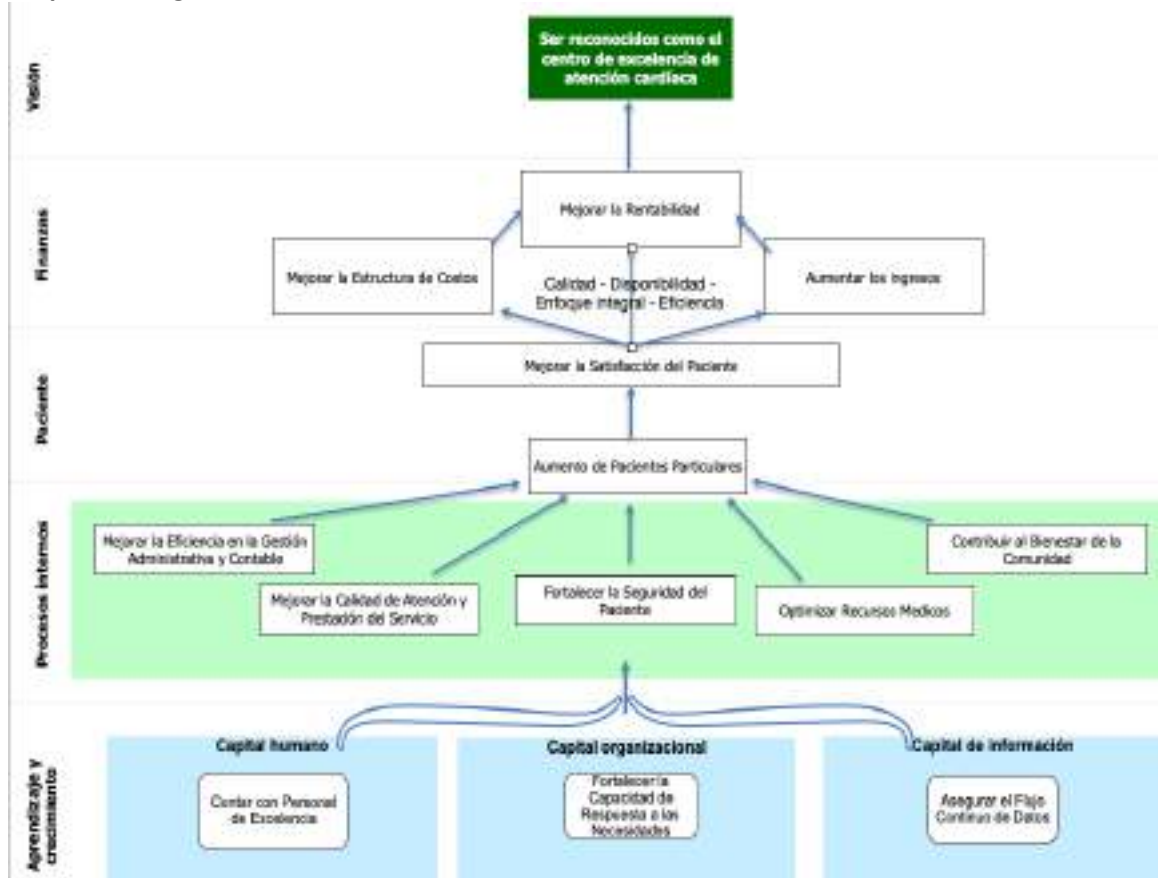 Visión
Ser reconocidos como el
centro de excelencia de
atención cardiaca
Finanzas
Mejorar la Rentabilidad
Mejorar la Estructura de Costos
Calidad - Disponibilidad -
Enfoque integral - Eficiencia
Aumentar los ingresos
Paciente
Mejorar la Satisfacción del Paciente
Aumento de Pacientes Particulares
Procesos internos
Mejorar la Eficiencia en la Gestión
Administrativa y Contable
Mejorar la Calidad de Atención y
Prestación del Servicio
Fortalecer la Seguridad del
Paciente
Optimizar Recursos Medicos
Contribuir al Bienestar de la
Comunidad
Aprendizaje y
crecimiento
Capital humano
Contar con Personal
de Excelencia
Capital organizacional
Fortalecer la
Capacidad de
Respuesta a las
Necesidades
Capital de información
Asegurar el Flujo
Continuo de Datos